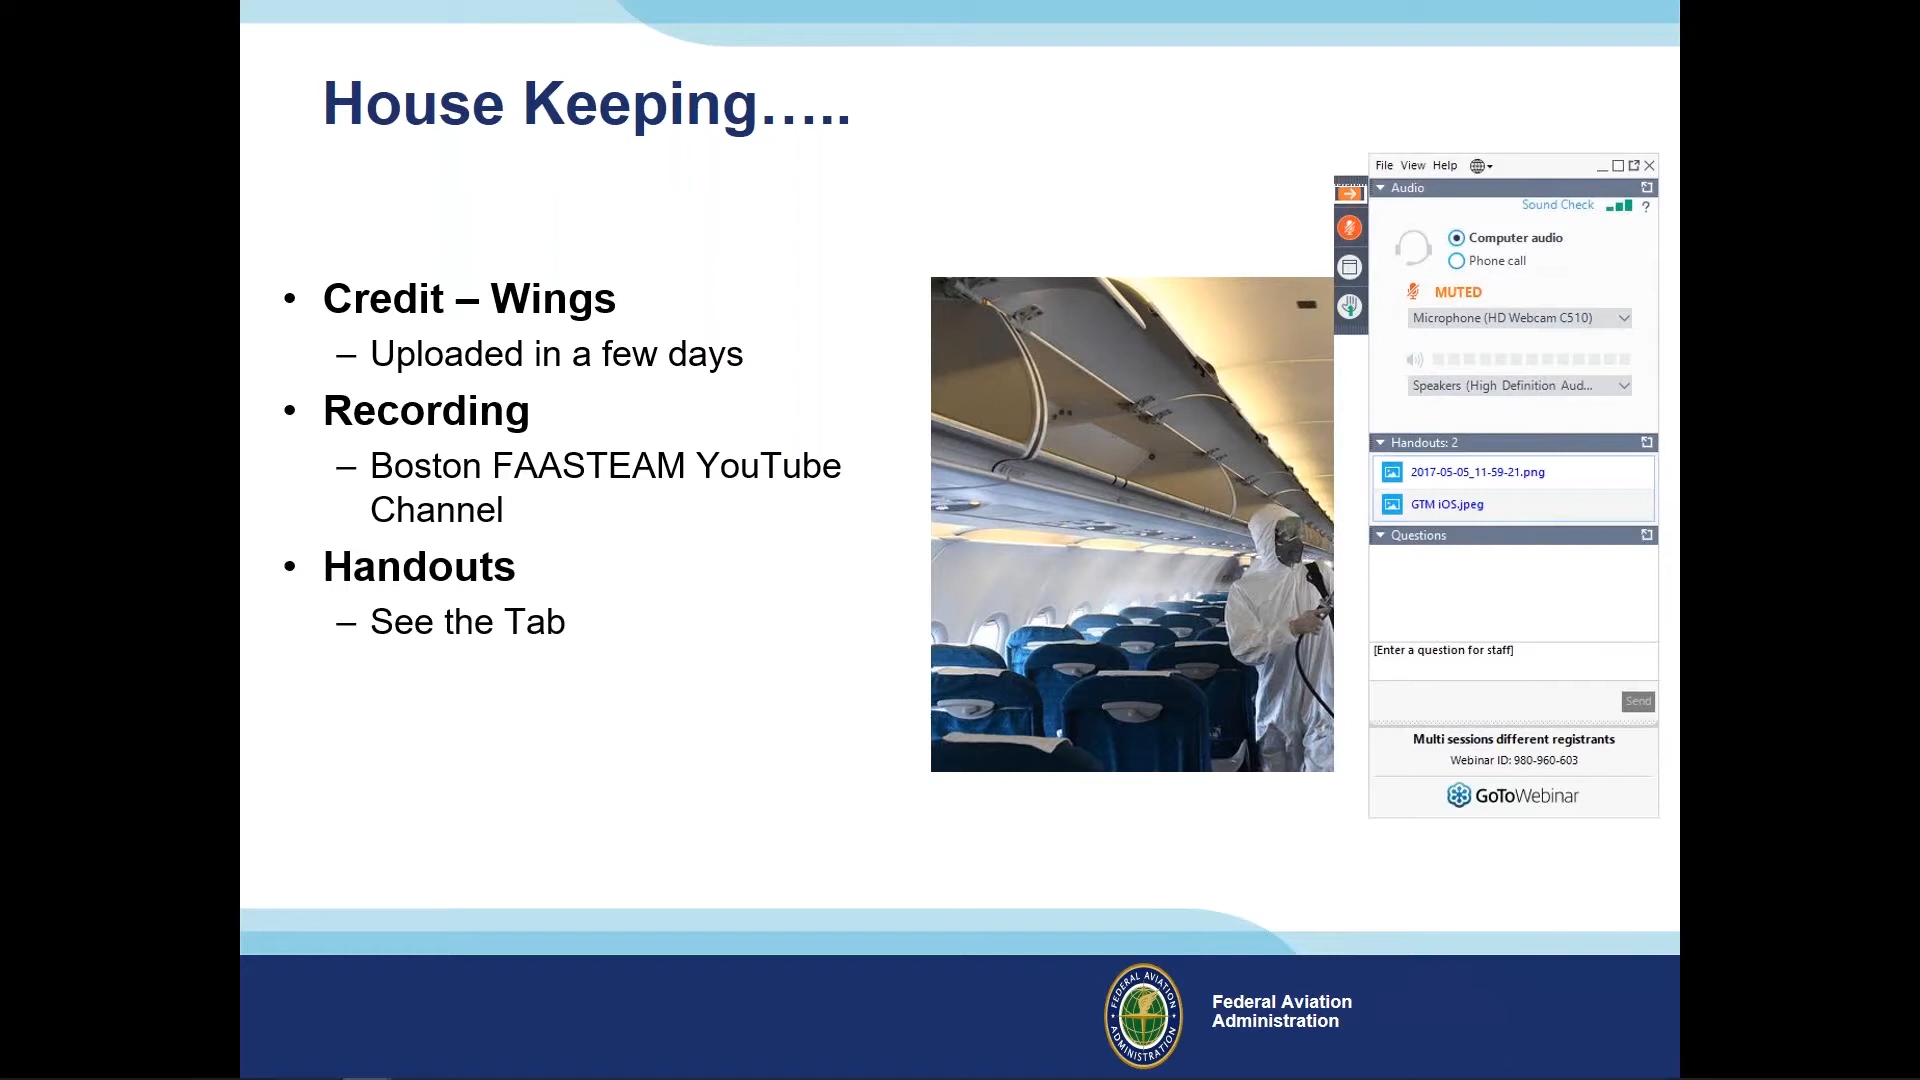 House Keeping…..
• Credit – Wings
– Uploaded in a few days
• Recording
– Boston FAASTEAM YouTube
Channel
• Handouts
– See the Tab
File View Help
Audio
Sound Check ?
Computer audio
Phone call
MUTED
Microphone (HD Webcam C510)
Speakers (High Definition Aud...
Handouts: 2
2017-05-05_11-59-21.png
GTM iOS.jpeg
Questions
[Enter a question for staff]
Send
Multi sessions different registrants
Webinar ID: 980-960-603
GoToWebinar
FEDERAL AVIATION
ADMINISTRATION
Federal Aviation
Administration